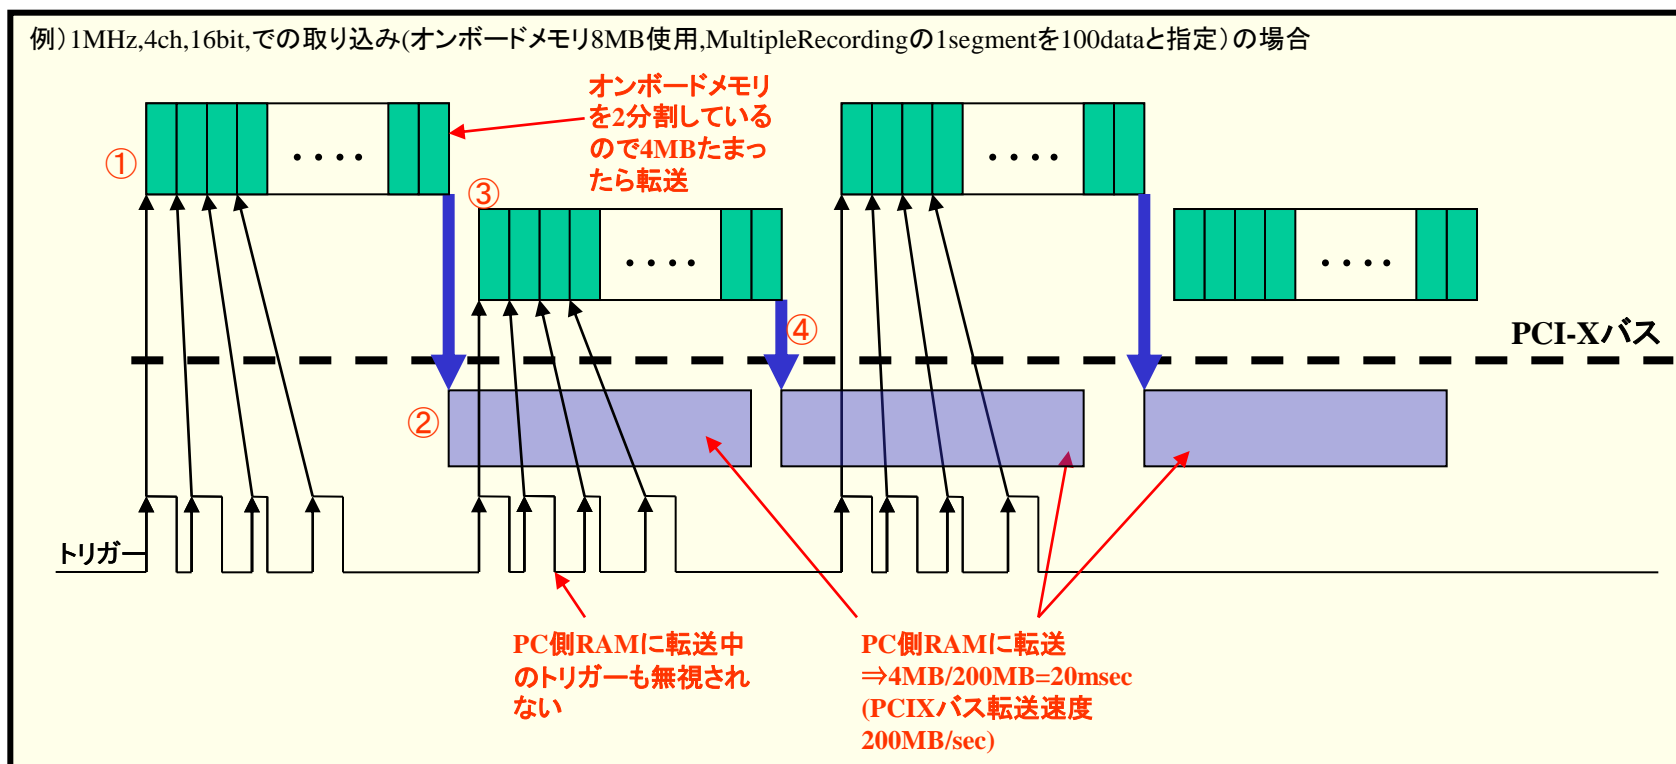 例）1MHz,4ch,16bit,での取り込み(オンボードメモリ8MB使用,MultipleRecordingの1segmentを100dataと指定）の場合
オンボードメモリ
を2分割している
ので4MBたまっ
たら転送
①
・・・・
・・・・
③
・・・・
・・・・
④
PCI-Xバス
②
トリガー
PC側RAMに転送中
のトリガーも無視され
ない
PC側RAMに転送
⇒4MB/200MB=20msec
(PCIXバス転送速度
200MB/sec)